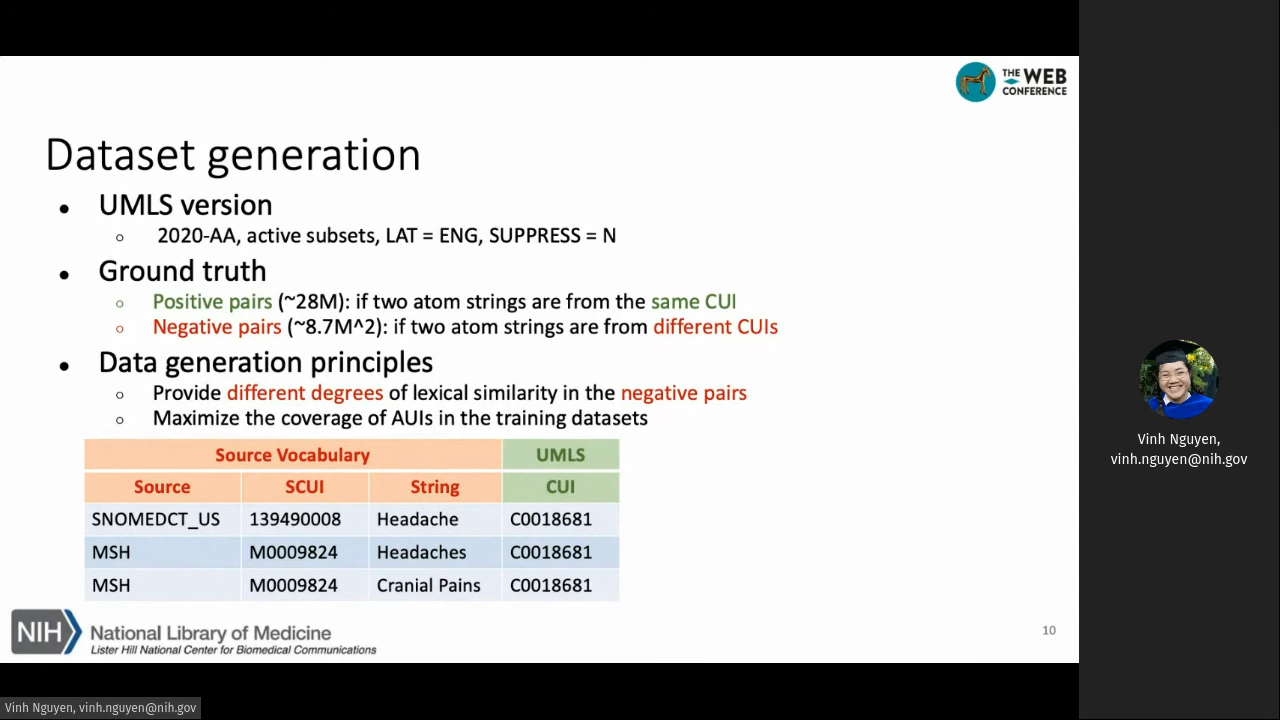 THE WEB
CONFERENCE
Dataset generation
• UMLS version
○ 2020-AA, active subsets, LAT = ENG, SUPPRESS = N
• Ground truth
○ Positive pairs (~28M): if two atom strings are from the same CUI
○ Negative pairs (~8.7M^2): if two atom strings are from different CUIs
• Data generation principles
○ Provide different degrees of lexical similarity in the negative pairs
○ Maximize the coverage of AUIs in the training datasets
Source Vocabulary UMLS
Source SCUI String CUI
SNOMEDCT_US 139490008 Headache C0018681
MSH M0009824 Headaches C0018681
MSH M0009824 Cranial Pains C0018681
NIH National Library of Medicine
Lister Hill National Center for Biomedical Communications
10
Vinh Nguyen,
vinh.nguyen@nih.gov
Vinh Nguyen, vinh.nguyen@nih.gov